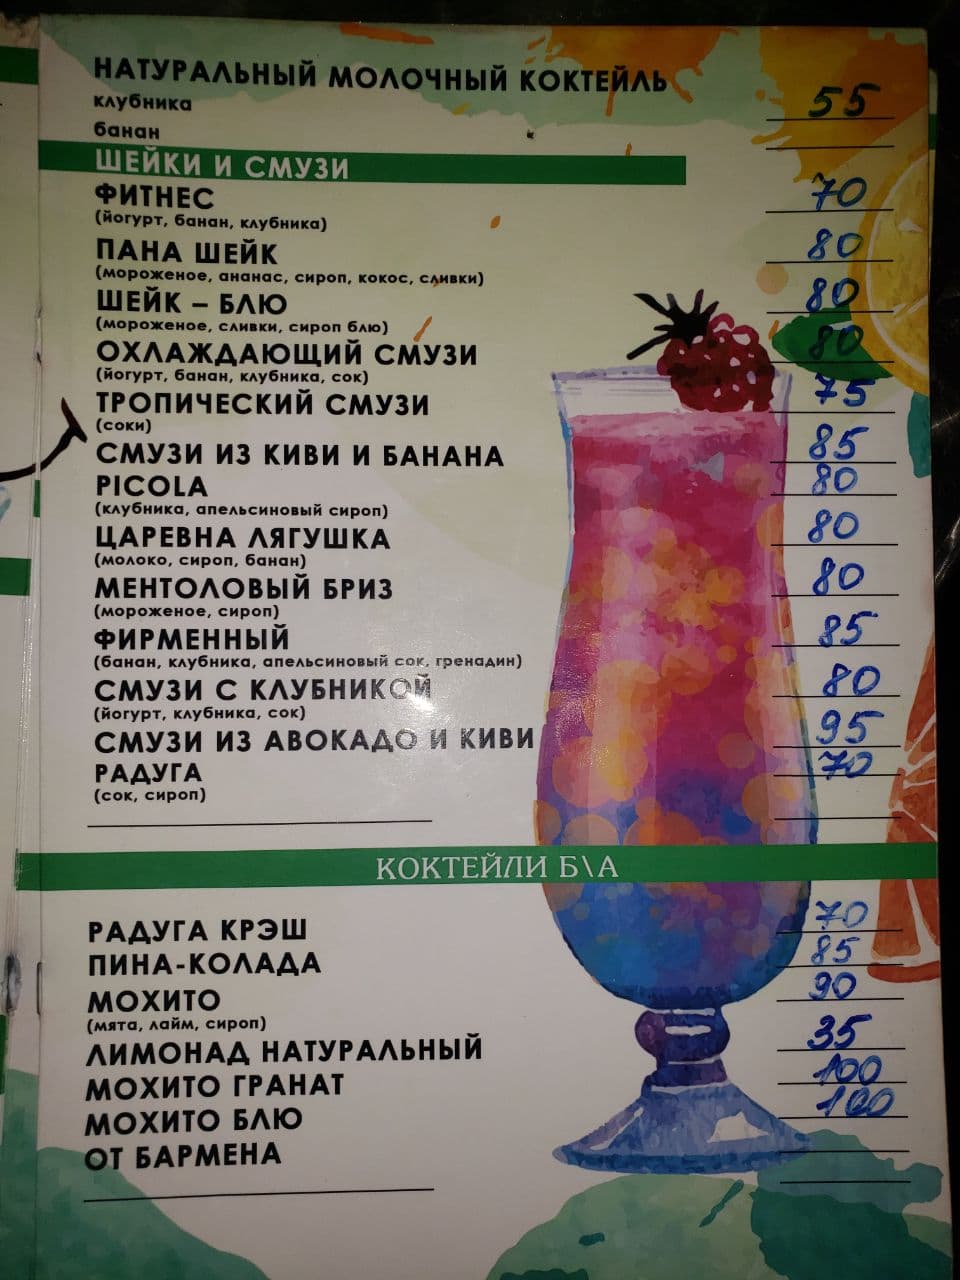 НАТУРАЛЬНЫЙ МОЛОЧНЫЙ КОКТЕЙЛЬ
клубника 55
банан
ШЕЙКИ И СМУЗИ
ФИТНЕС 70
(йогурт, банан, клубника)
ПАНА ШЕЙК 80
(мороженое, ананас, сироп, кокос, сливки)
ШЕЙК – БЛЮ 80
(мороженое, сливки, сироп блю)
ОХЛАЖДАЮЩИЙ СМУЗИ 80
(йогурт, банан, клубника, сок)
ТРОПИЧЕСКИЙ СМУЗИ 75
(соки)
СМУЗИ ИЗ КИВИ И БАНАНА 85
PICOLA 80
(клубника, апельсиновый сироп)
ЦАРЕВНА ЛЯГУШКА 80
(молоко, сироп, банан)
МЕНТОЛОВЫЙ БРИЗ 80
(мороженое, сироп)
ФИРМЕННЫЙ 85
(банан, клубника, апельсиновый сок, гренадин)
СМУЗИ С КЛУБНИКОЙ 80
(йогурт, клубника, сок)
СМУЗИ ИЗ АВОКАДО И КИВИ 95
РАДУГА 70
(сок, сироп)
КОКТЕЙЛИ Б\А
РАДУГА КРЭШ 70
ПИНА-КОЛАДА 85
МОХИТО 90
(мята, лайм, сироп)
ЛИМОНАД НАТУРАЛЬНЫЙ 35
МОХИТО ГРАНАТ 100
МОХИТО БЛЮ 100
ОТ БАРМЕНА